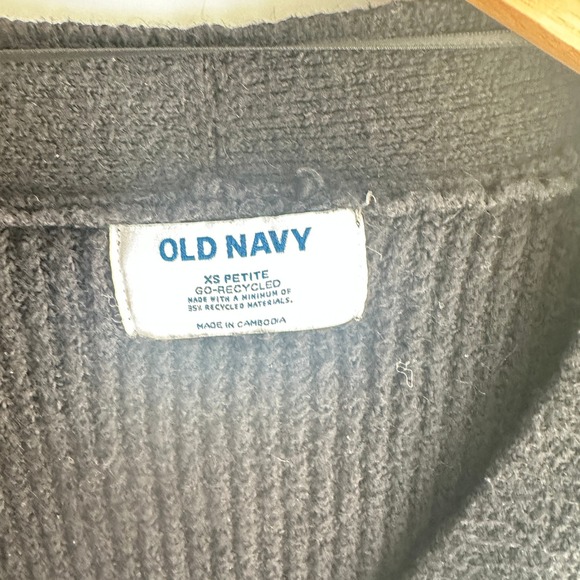 OLD NAVY
XS PETITE
GO-RECYCLED
MADE WITH A MINIMUM OF
35% RECYCLED MATERIALS.
MADE IN CAMBODIA